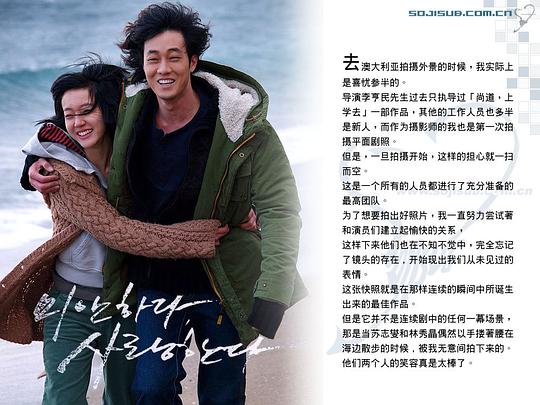 SOJISUB.COM.CN
去澳大利亚拍摄外景的时候，我实际上
是喜忧参半的。
导演李亨民先生过去只执导过「尚道，上
学去」一部作品，其他的工作人员也多半
是新人，而作为摄影师的我也是第一次拍
摄平面剧照。
但是，一旦拍摄开始，这样的担心就一扫
而空。
这是一个所有的人员都进行了充分准备的
最高团队。
为了想要拍出好照片，我一直努力尝试著
和演员们建立起愉快的关系，
这样下来他们也在不知不觉中，完全忘记
了镜头的存在，开始现出我们从未见过的
表情。
这张快照就是在那样连续的瞬间中所诞生
出来的最佳作品。
但是它并不是连续剧中的任何一幕场景，
那是当苏志燮和林秀晶偶然以手搂著腰在
海边散步的时候，被我无意间拍下来的。
他们两个人的笑容真是太棒了。
미안하다
사랑한다